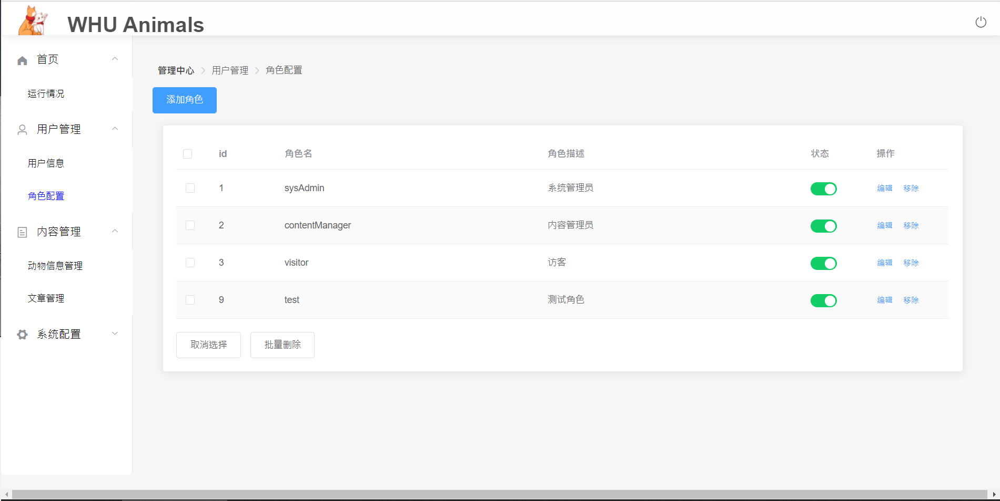 WHU Animals
首页
运行情况
用户管理
用户信息
角色配置
内容管理
动物信息管理
文章管理
系统配置
管理中心 用户管理 角色配置
添加角色
id 角色名 角色描述 状态 操作
1 sysAdmin 系统管理员 编辑 移除
2 contentManager 内容管理员 编辑 移除
3 visitor 访客 编辑 移除
9 test 测试角色 编辑 移除
取消选择 批量删除